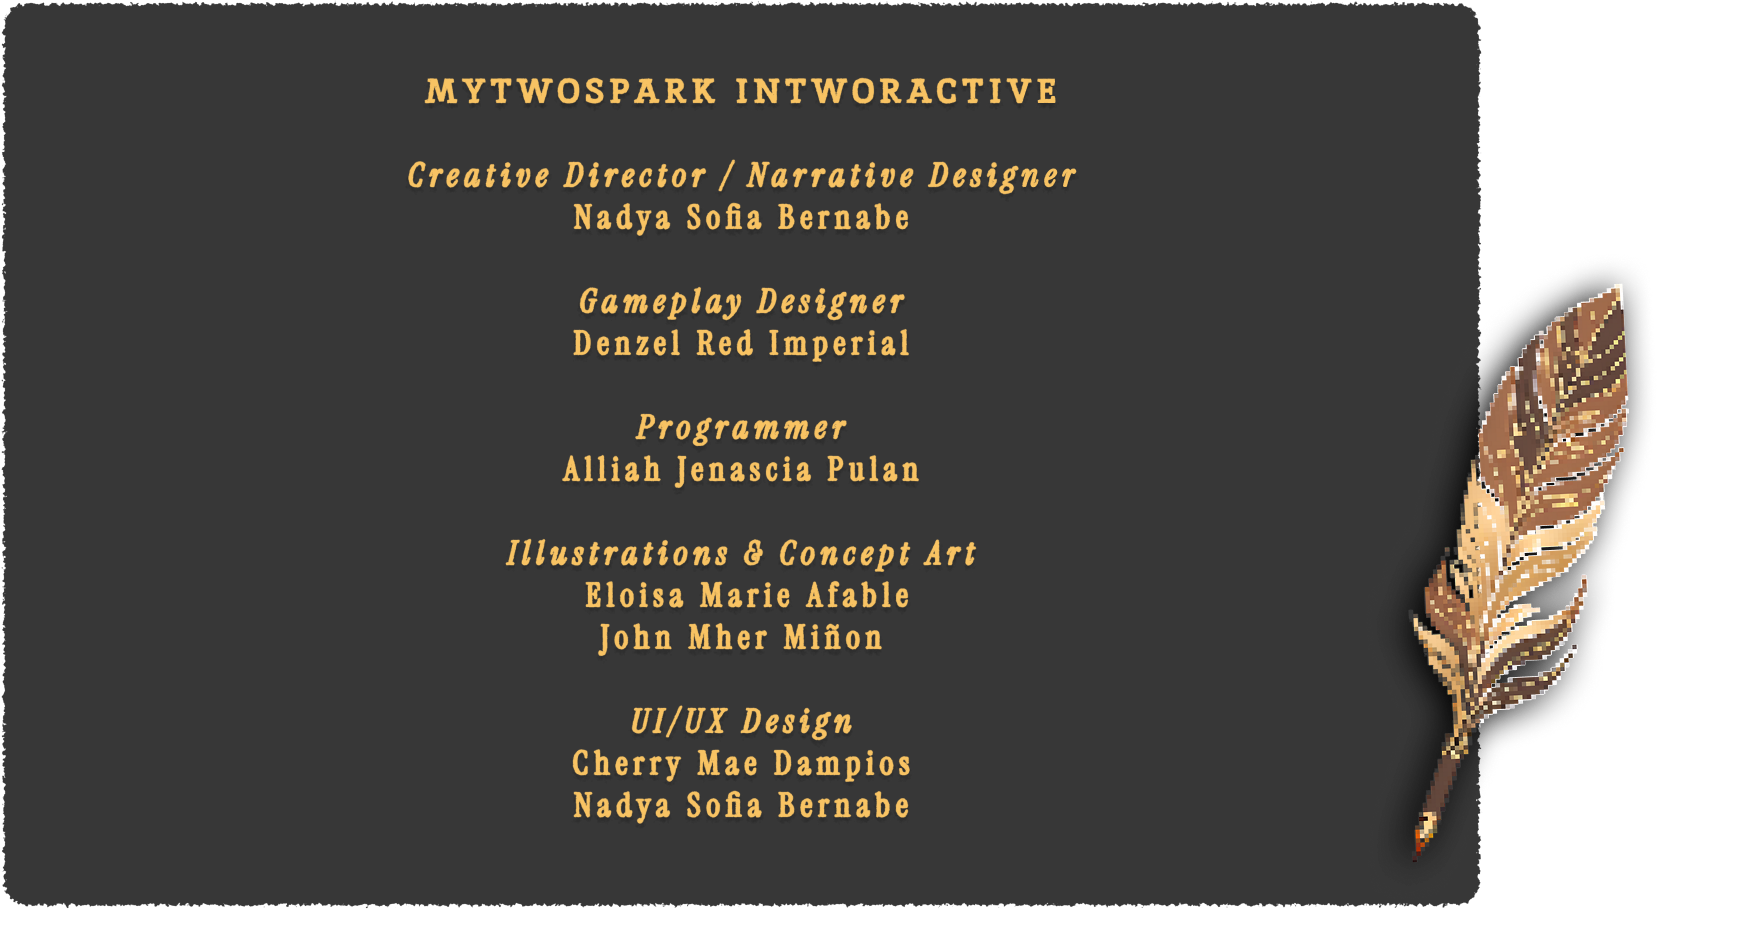 MYTWOSPARK INTWORACTIVE
Creative Director / Narrative Designer
Nadya Sofia Bernabe
Gameplay Designer
Denzel Red Imperial
Programmer
Alliah Jenascia Pulan
Illustrations & Concept Art
Eloisa Marie Afable
John Mher Miñon
UI/UX Design
Cherry Mae Dampios
Nadya Sofia Bernabe